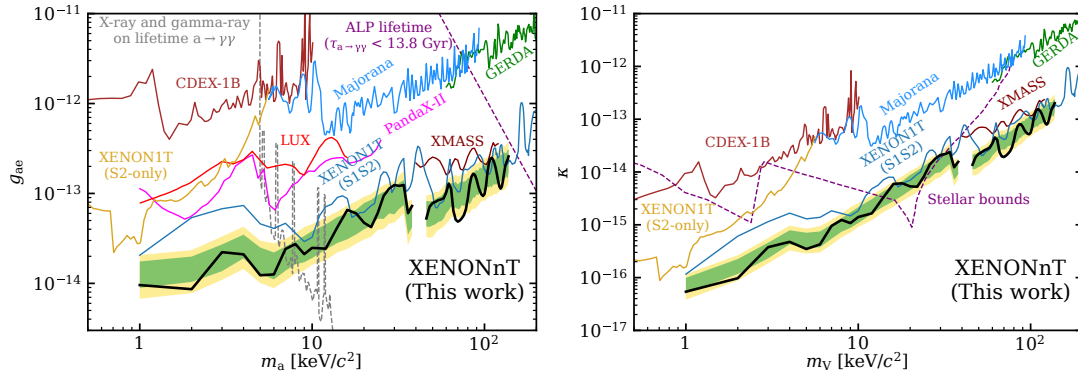 X-ray and gamma-ray
on lifetime a → γγ
ALP lifetime
(τₐ→γγ < 13.8 Gyr)
GERDA
CDEX-1B
Majorana
PandaX-II
LUX
XENON1T
(S2-only)
XENON1T
(S1S2)
XMASS
XENONnT
(This work)
gₐₑ
10⁻¹¹
10⁻¹²
10⁻¹³
10⁻¹⁴
1
10
10²
mₐ [keV/c²]
GERDA
Majorana
XENON1T
(S1S2)
XMASS
CDEX-1B
XENON1T
(S2-only)
Stellar bounds
XENONnT
(This work)
κ
10⁻¹¹
10⁻¹²
10⁻¹³
10⁻¹⁴
10⁻¹⁵
10⁻¹⁶
10⁻¹⁷
1
10
10²
m_V [keV/c²]